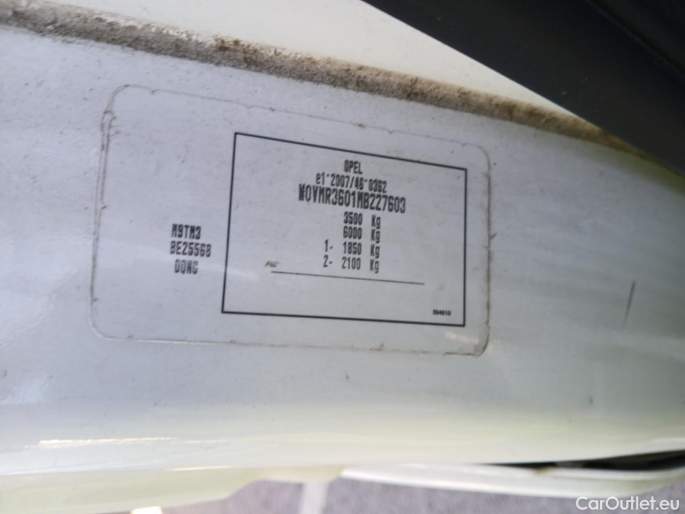 OPEL
e1*2007/46*0362
W0VMR3601MB227603
3500 Kg
6000 Kg
1- 1850 Kg
2- 2100 Kg
M9TM3
BE25568
CarOutlet.eu